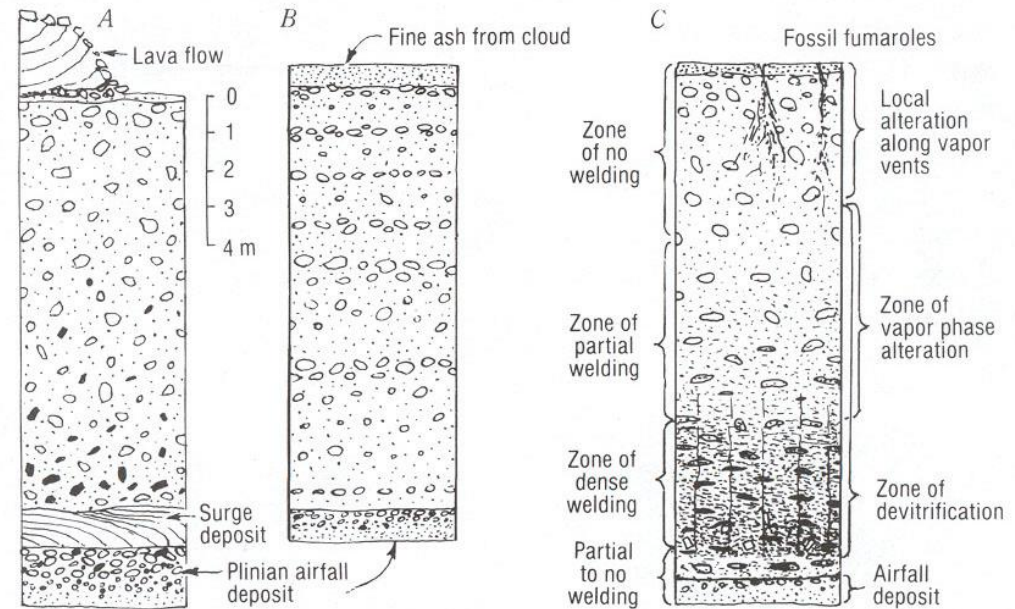 A
Lava flow
0
1
2
3
4 m
Surge
deposit
Plinian airfall
deposit
B
Fine ash from cloud
C
Fossil fumaroles
Zone
of no
welding
Zone of
partial
welding
Zone of
dense
welding
Partial
to no
welding
Local
alteration
along vapor
vents
Zone of
vapor phase
alteration
Zone of
devitrification
Airfall
deposit